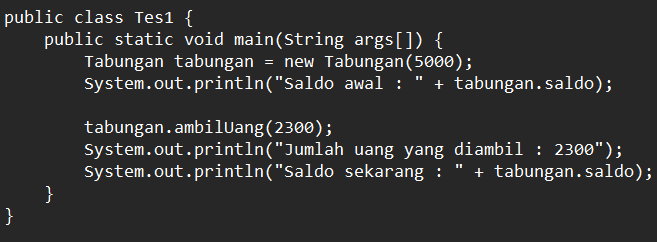 public class Tes1 {
    public static void main(String args[]) {
        Tabungan tabungan = new Tabungan(5000);
        System.out.println("Saldo awal : " + tabungan.saldo);

        tabungan.ambilUang(2300);
        System.out.println("Jumlah uang yang diambil : 2300");
        System.out.println("Saldo sekarang : " + tabungan.saldo);
    }
}